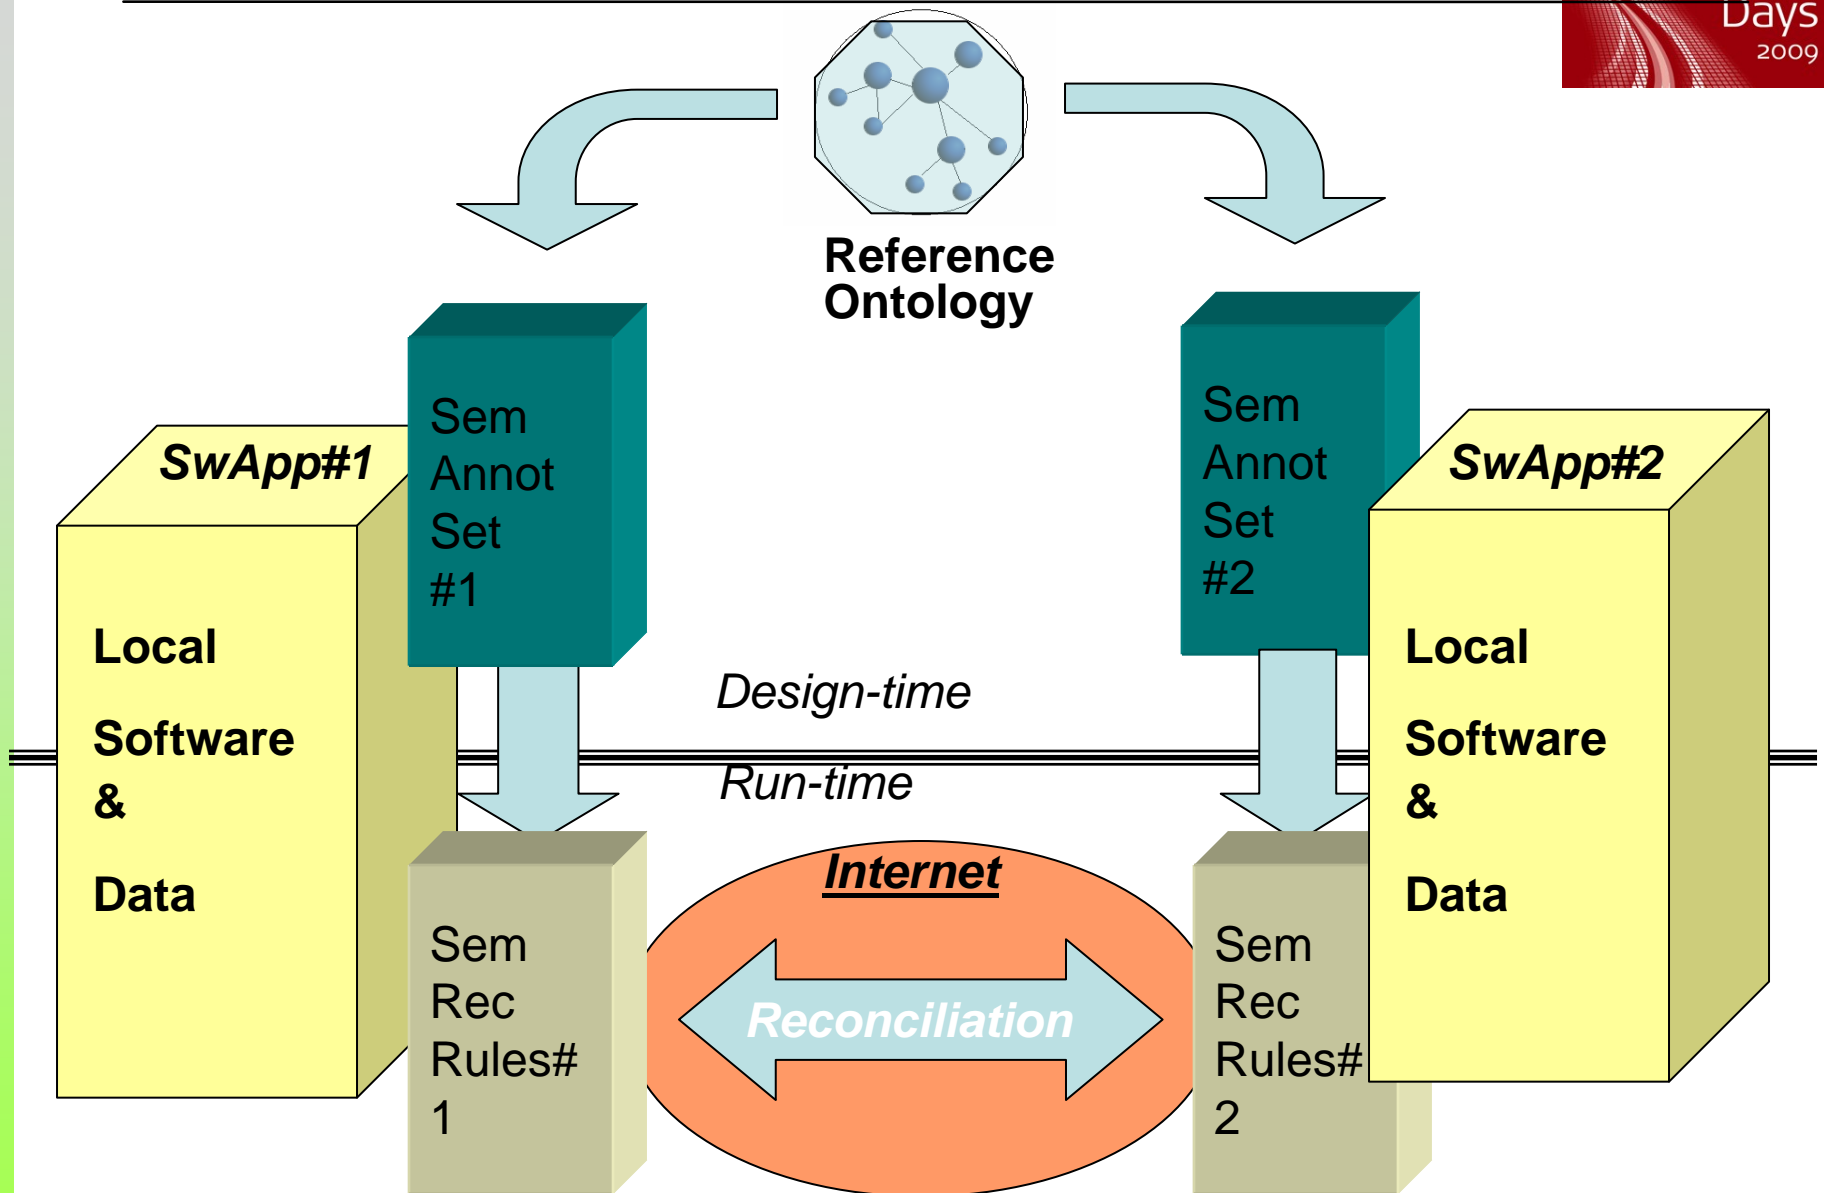 Days
2009
Reference
Ontology
Sem
Annot
Set
#1
Sem
Annot
Set
#2
SwApp#1
SwApp#2
Local
Software
&
Data
Local
Software
&
Data
Design-time
Run-time
Internet
Reconciliation
Sem
Rec
Rules#
1
Sem
Rec
Rules#
2